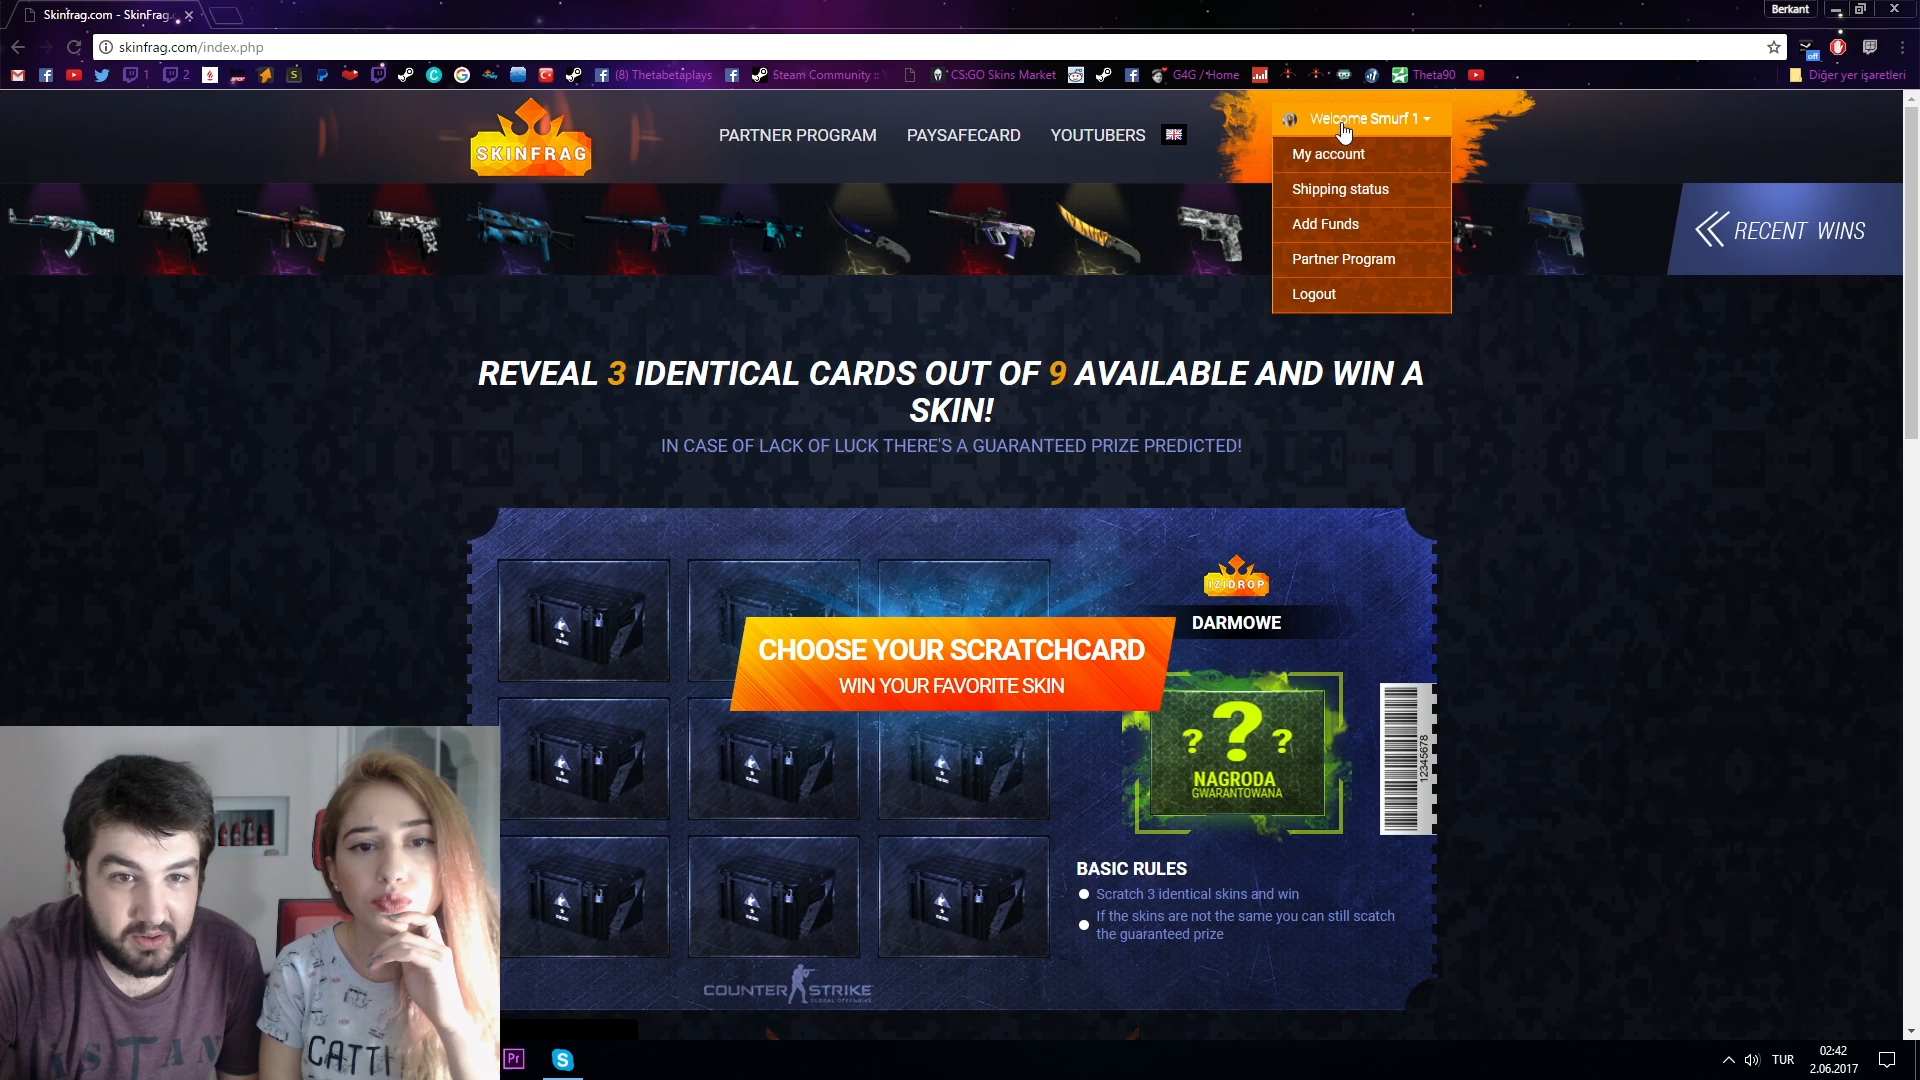 Skinfrag.com - SkinFrag.c
Berkant
skinfrag.com/index.php
off
1
2
(8) Thetabetaplays
Steam Community ::
CS:GO Skins Market
G4G / Home
Theta90
Diğer yer işaretleri
SKINFRAG
PARTNER PROGRAM
PAYSAFECARD
YOUTUBERS
Welcome Smurf 1
My account
Shipping status
Add Funds
Partner Program
Logout
RECENT WINS
REVEAL 3 IDENTICAL CARDS OUT OF 9 AVAILABLE AND WIN A
SKIN!
IN CASE OF LACK OF LUCK THERE'S A GUARANTEED PRIZE PREDICTED!
IZIDROP
DARMOWE
CHOOSE YOUR SCRATCHCARD
WIN YOUR FAVORITE SKIN
? ? ?
NAGRODA
GWARANTOWANA
12345678
BASIC RULES
Scratch 3 identical skins and win
If the skins are not the same you can still scatch
the guaranteed prize
COUNTER STRIKE
GLOBAL OFFENSIVE
CATTI
Pr
S
TUR
02:42
2.06.2017